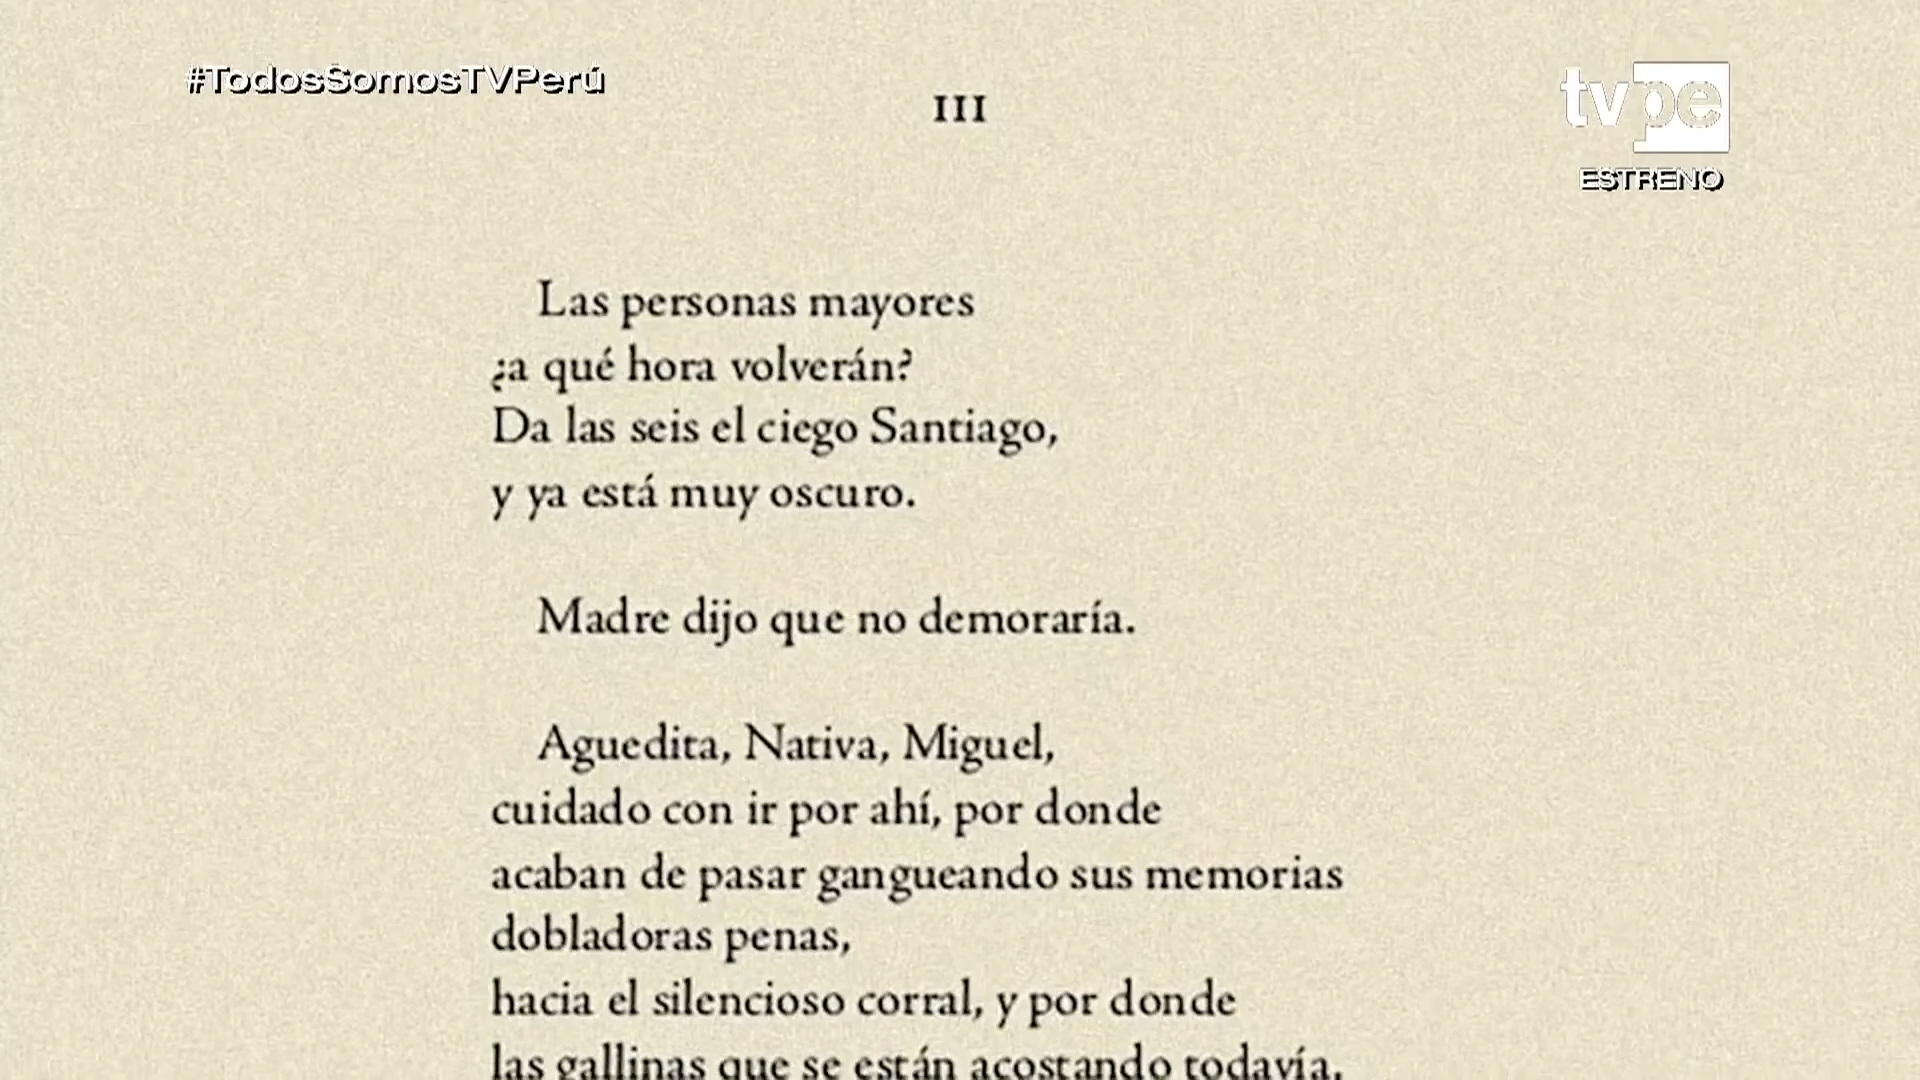 #TodosSomosTVPerú
III
tvpe
ESTRENO
Las personas mayores
¿a qué hora volverán?
Da las seis el ciego Santiago,
y ya está muy oscuro.
Madre dijo que no demoraría.
Aguedita, Nativa, Miguel,
cuidado con ir por ahí, por donde
acaban de pasar gangueando sus memorias
dobladoras penas,
hacia el silencioso corral, y por donde
las gallinas que se están acostando todavía,